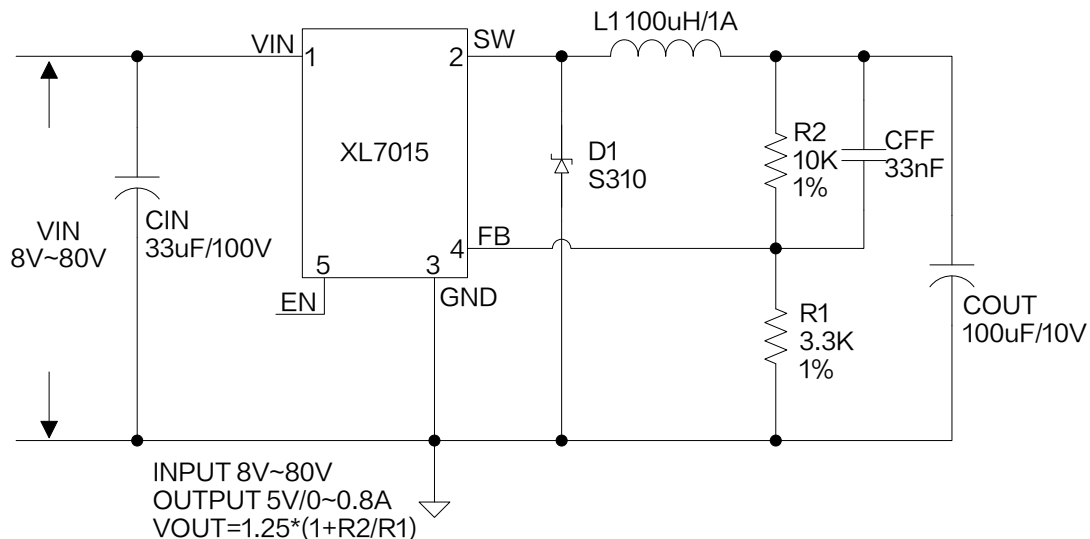 L1 100uH/1A
VIN
1
2
SW
XL7015
D1
S310
R2
10K
1%
CFF
33nF
VIN
8V~80V
CIN
33uF/100V
4
FB
5
3
EN
GND
R1
3.3K
1%
COUT
100uF/10V
INPUT 8V~80V
OUTPUT 5V/0~0.8A
VOUT=1.25*(1+R2/R1)